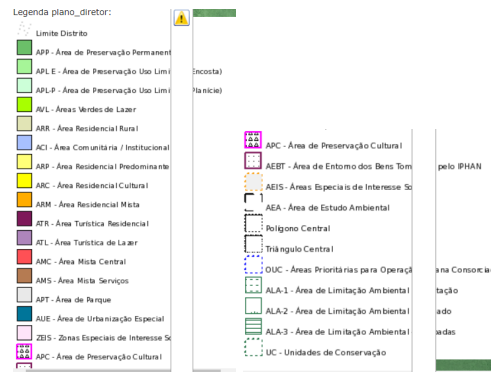 Legenda plano_diretor:
Limite Distrito
APP - Área de Preservação Permanent
APL E - Área de Preservação Uso Limi Encosta)
APL-P - Área de Preservação Uso Limi Planície)
AVL - Áreas Verdes de Lazer
ARR - Área Residencial Rural
ACI - Área Comunitária / Institucional
ARP - Área Residencial Predominante
ARC - Área Residencial Cultural
ARM - Área Residencial Mista
ATR - Área Turística Residencial
ATL - Área Turística de Lazer
AMC - Área Mista Central
AMS - Área Mista Serviços
APT - Área de Parque
AUE - Área de Urbanização Especial
ZEIS - Zonas Especiais de Interesse So
APC - Área de Preservação Cultural
APC - Área de Preservação Cultural
AEBT - Área de Entorno dos Bens Tom pelo IPHAN
AEIS - Áreas Especiais de Interesse So
AEA - Área de Estudo Ambiental
Polígono Central
Triângulo Central
OUC - Áreas Prioritárias para Operaçã ana Consorcia
ALA-1 - Área de Limitação Ambiental tação
ALA-2 - Área de Limitação Ambiental ado
ALA-3 - Área de Limitação Ambiental adas
UC - Unidades de Conservação